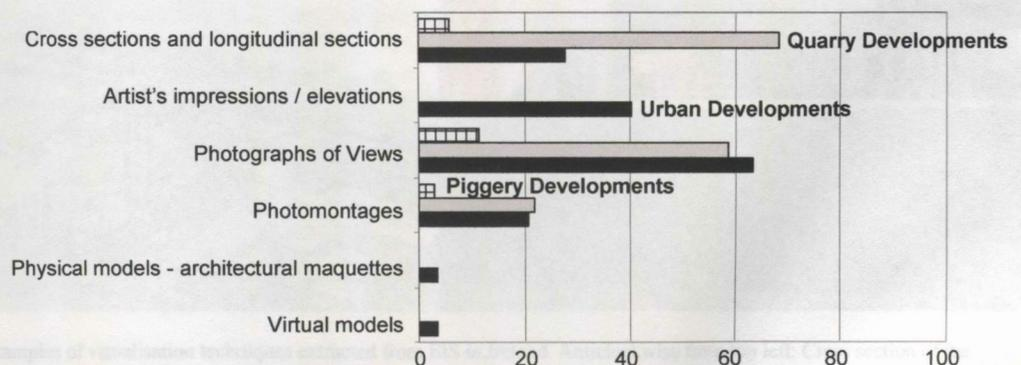 Cross sections and longitudinal sections
Quarry Developments
Artist's impressions / elevations
Urban Developments
Photographs of Views
Piggery Developments
Photomontages
Physical models - architectural maquettes
Virtual models
0 20 40 60 80 100